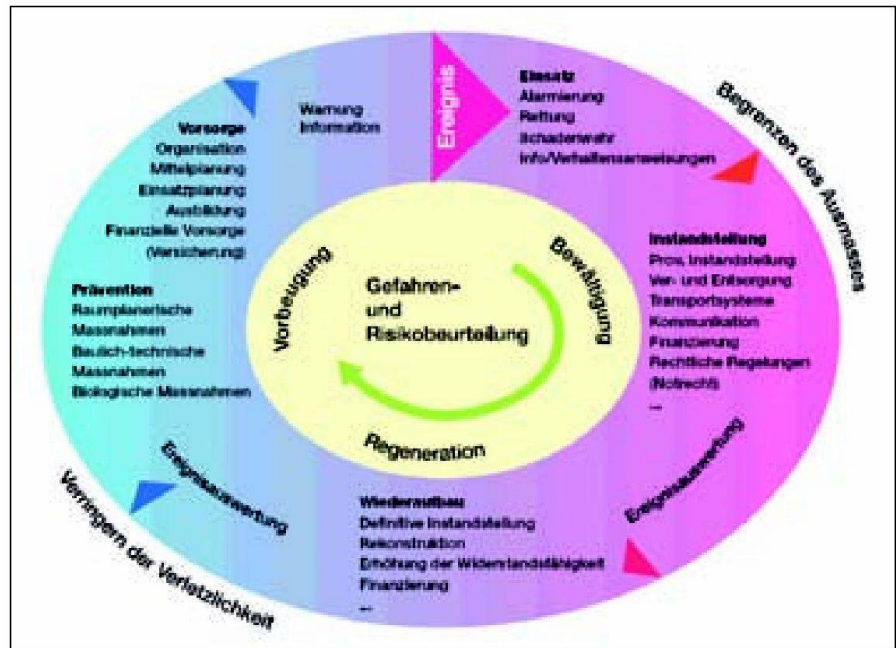 Ereignis
Einsatz
Alarmierung
Rettung
Schadenwehr
Info/Verhaltensanweisungen
Begrenzen des Ausmasses
Instandstellung
Prov. Instandstellung
Ver- und Entsorgung
Transportsysteme
Kommunikation
Finanzierung
Rechtliche Regelungen
(Notrecht)
...
Ereignisauswertung
Wiederaufbau
Definitive Instandstellung
Rekonstruktion
Erhöhung der Widerstandsfähigkeit
Finanzierung
...
Ereignisauswertung
Verringern der Verletzlichkeit
Prävention
Raumplanerische
Massnahmen
Baulich-technische
Massnahmen
Biologische Massnahmen
Vorsorge
Organisation
Mittelplanung
Einsatzplanung
Ausbildung
Finanzielle Vorsorge
(Versicherung)
Warnung
Information
Bewältigung
Regeneration
Vorbeugung
Gefahren-
und
Risikobeurteilung